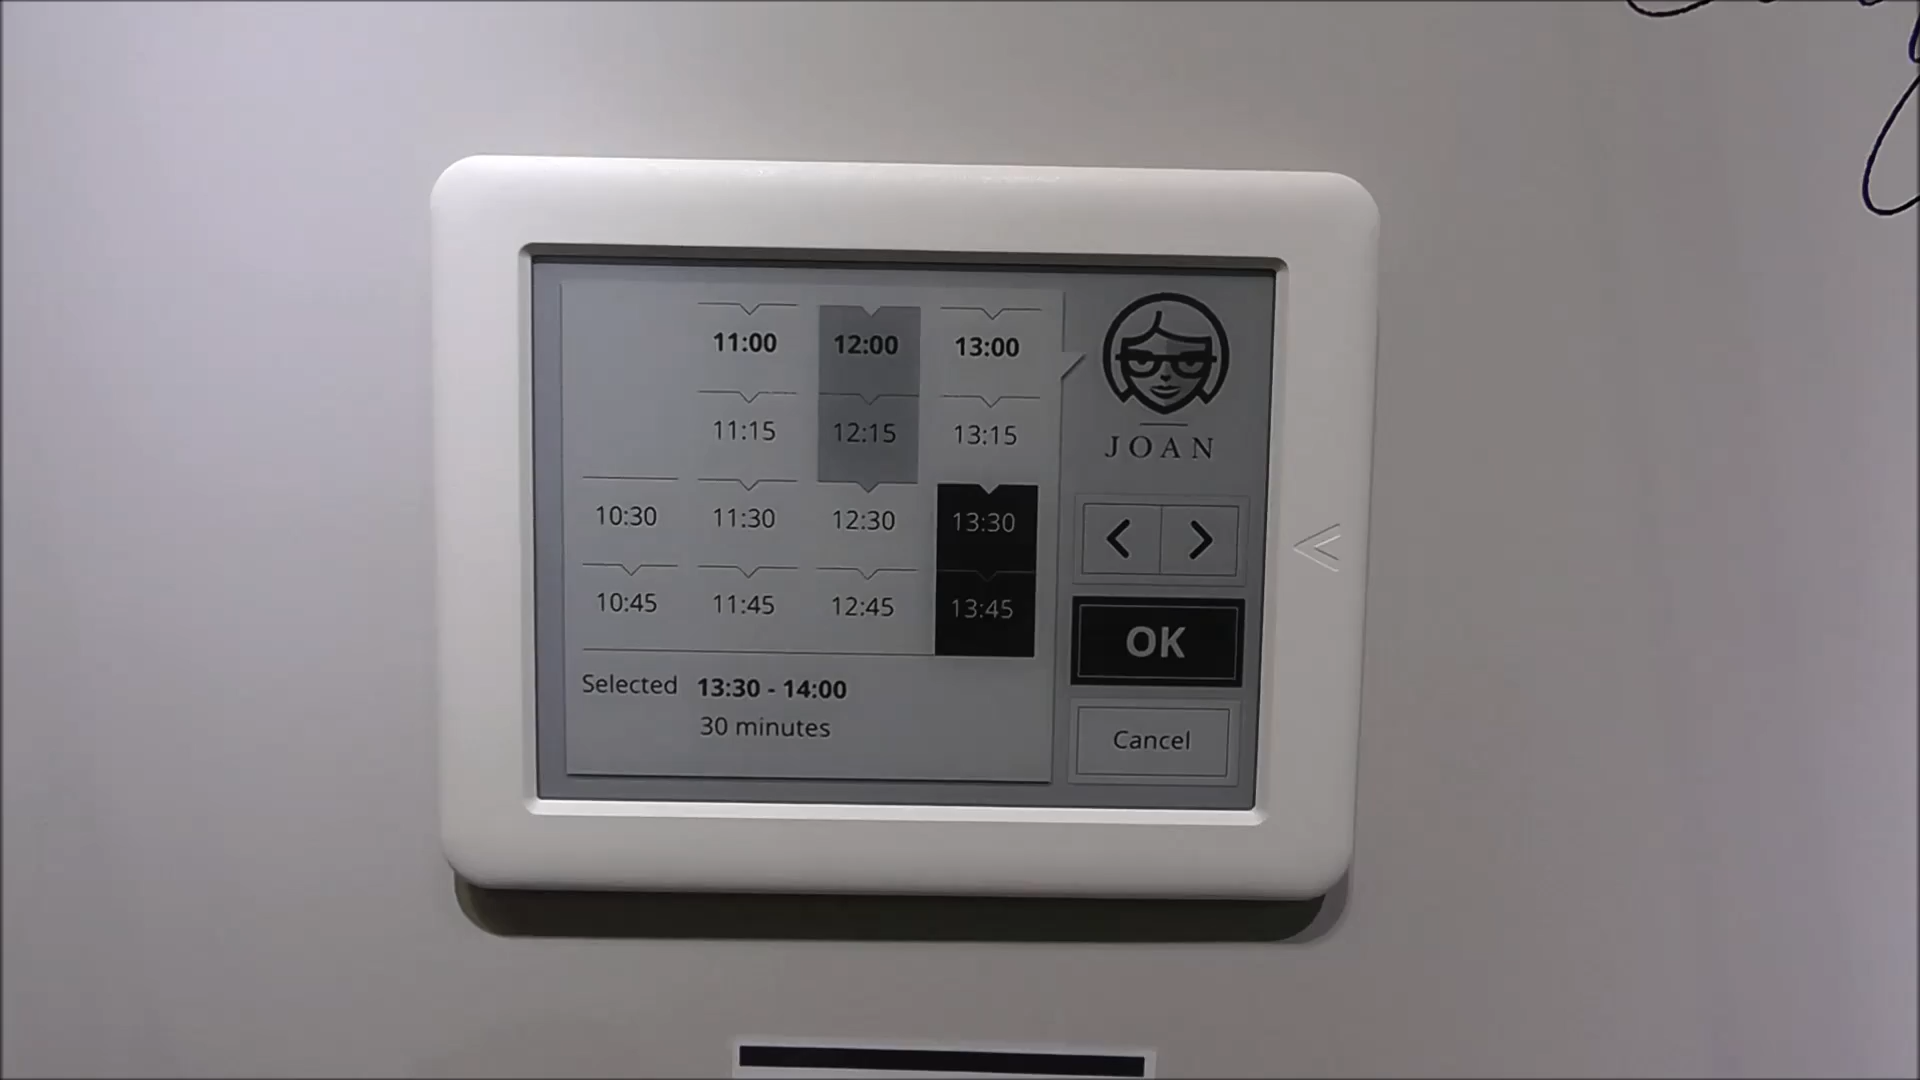 11:00 12:00 13:00
11:15 12:15 13:15
10:30 11:30 12:30 13:30
10:45 11:45 12:45 13:45
Selected 13:30 - 14:00
30 minutes
JOAN
OK
Cancel